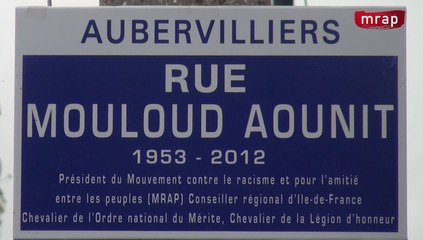 mrap
AUBERVILLIERS
RUE
MOULOUD AOUNIT
1953 - 2012
Président du Mouvement contre le racisme et pour l'amitié
entre les peuples (MRAP) Conseiller régional d'Ile-de-France
Chevalier de l'Ordre national du Mérite, Chevalier de la Légion d'honneur